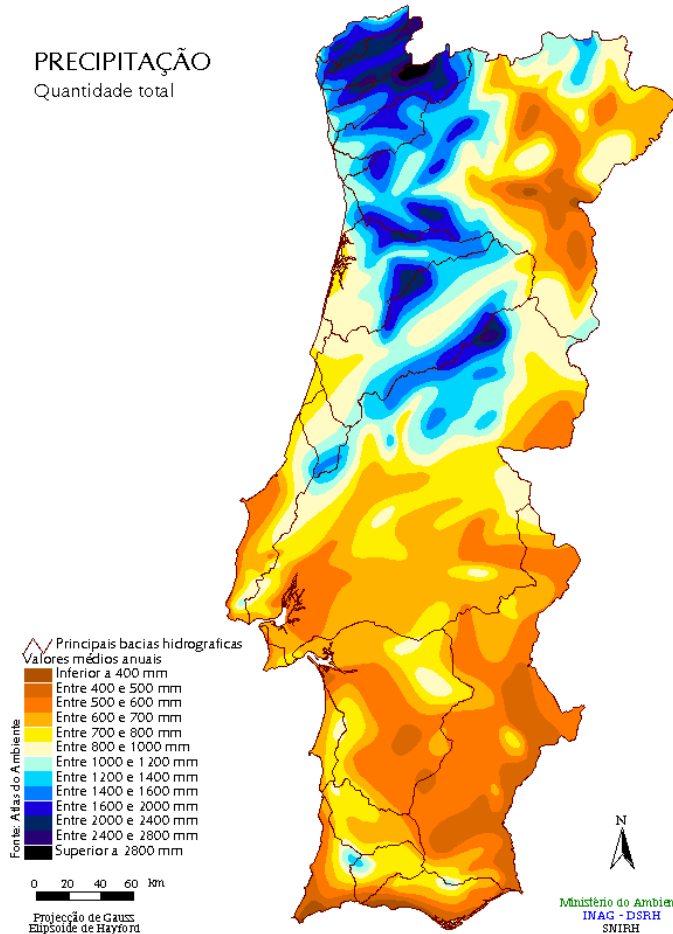 PRECIPITAÇÃO
Quantidade total
Principais bacias hidrograficas
Valores médios anuais
Inferior a 400 mm
Entre 400 e 500 mm
Entre 500 e 600 mm
Entre 600 e 700 mm
Entre 700 e 800 mm
Entre 800 e 1000 mm
Entre 1000 e 1200 mm
Entre 1200 e 1400 mm
Entre 1400 e 1600 mm
Entre 1600 e 2000 mm
Entre 2000 e 2400 mm
Entre 2400 e 2800 mm
Superior a 2800 mm
Fonte: Atlas do Ambiente
0 20 40 60 km
Projecção de Gauss
Elipsoide de Hayford
N
Ministério do Ambien
INAG - DSRH
SNIRH